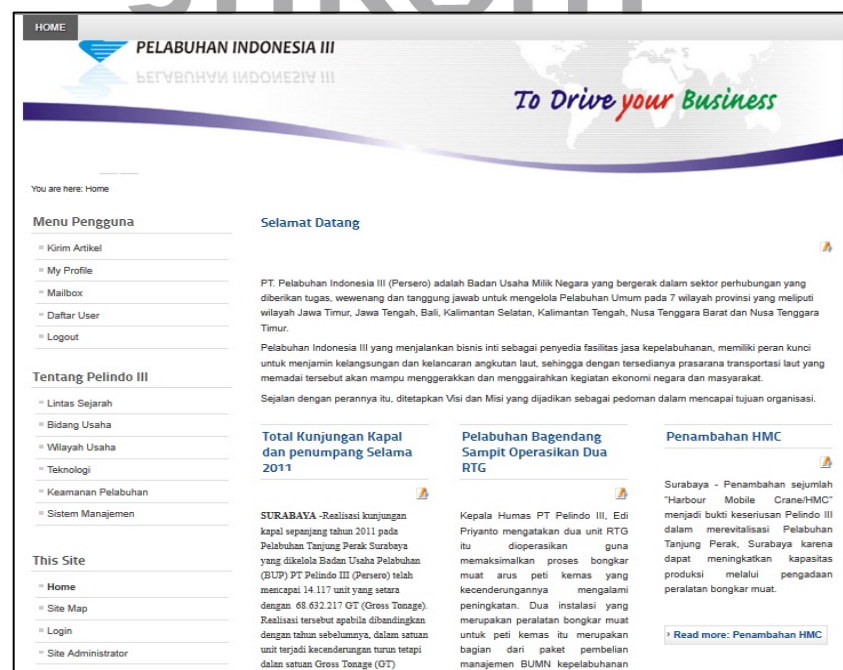 HOME
PELABUHAN INDONESIA III
To Drive your Business
You are here: Home
Menu Pengguna
Kirim Artikel
My Profile
Mailbox
Daftar User
Logout
Tentang Pelindo III
Lintas Sejarah
Bidang Usaha
Wilayah Usaha
Teknologi
Keamanan Pelabuhan
Sistem Manajemen
This Site
Home
Site Map
Login
Site Administrator
Selamat Datang
PT. Pelabuhan Indonesia III (Persero) adalah Badan Usaha Milik Negara yang bergerak dalam sektor perhubungan yang
diberikan tugas, wewenang dan tanggung jawab untuk mengelola Pelabuhan Umum pada 7 wilayah provinsi yang meliputi
wilayah Jawa Timur, Jawa Tengah, Bali, Kalimantan Selatan, Kalimantan Tengah, Nusa Tenggara Barat dan Nusa Tenggara
Timur.
Pelabuhan Indonesia III yang menjalankan bisnis inti sebagai penyedia fasilitas jasa kepelabuhanan, memiliki peran kunci
untuk menjamin kelangsungan dan kelancaran angkutan laut, sehingga dengan tersedianya prasarana transportasi laut yang
memadai tersebut akan mampu menggerakkan dan menggairahkan kegiatan ekonomi negara dan masyarakat.
Sejalan dengan perannya itu, ditetapkan Visi dan Misi yang dijadikan sebagai pedoman dalam mencapai tujuan organisasi.
Total Kunjungan Kapal
dan penumpang Selama
2011
SURABAYA -Realisasi kunjungan
kapal sepanjang tahun 2011 pada
Pelabuhan Tanjung Perak Surabaya
yang dikelola Badan Usaha Pelabuhan
(BUP) PT Pelindo III (Persero) telah
mencapai 14.117 unit yang setara
dengan 68.632.217 GT (Gross Tonage).
Realisasi tersebut apabila dibandingkan
dengan tahun sebelumnya, dalam satuan
unit terjadi kecenderungan turun tetapi
dalan satuan Gross Tonage (GT)
Pelabuhan Bagendang
Sampit Operasikan Dua
RTG
Kepala Humas PT Pelindo III, Edi
Priyanto mengatakan dua unit RTG
itu dioperasikan guna
memaksimalkan proses bongkar
muat arus peti kemas yang
kecenderungannya mengalami
peningkatan. Dua instalasi yang
merupakan peralatan bongkar muat
untuk peti kemas itu merupakan
bagian dari paket pembelian
manajemen BUMN kepelabuhanan
Penambahan HMC
Surabaya - Penambahan sejumlah
"Harbour Mobile Crane/HMC"
menjadi bukti keseriusan Pelindo III
dalam merevitalisasi Pelabuhan
Tanjung Perak, Surabaya karena
dapat meningkatkan kapasitas
produksi melalui pengadaan
peralatan bongkar muat.
Read more: Penambahan HMC